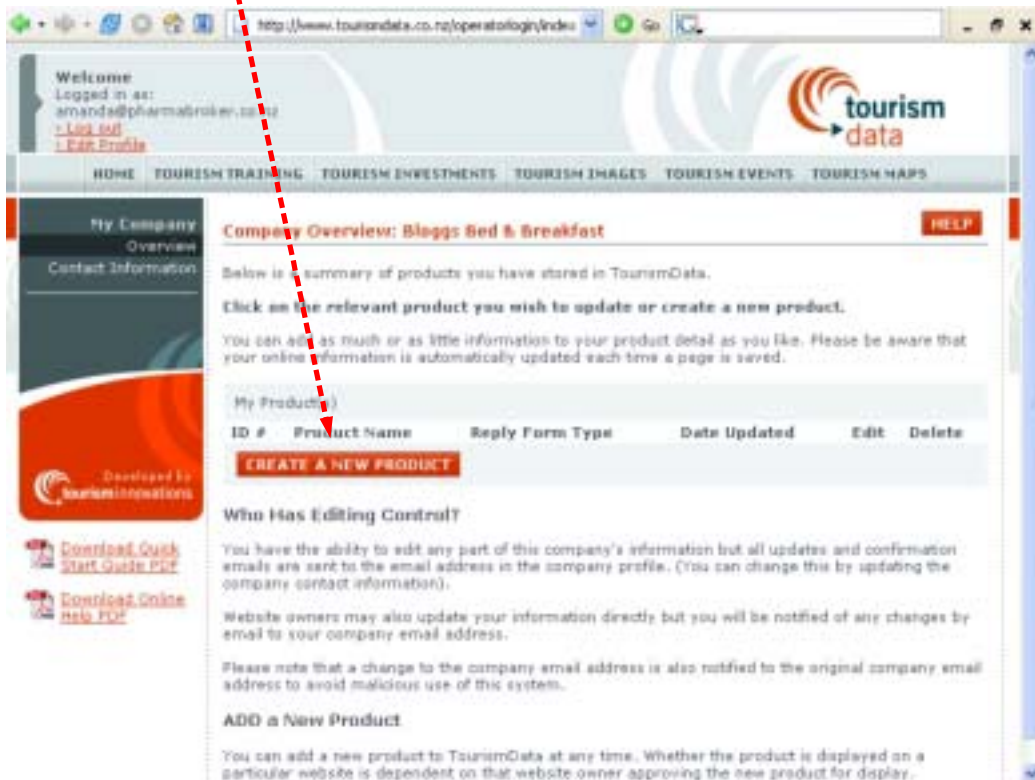 http://www.tourismdata.co.nz/operatorlogin/index
Go
Welcome
Logged in as:
amanda@pharmabroker.co.nz
› Log out
› Edit Profile
tourism
data
HOME TOURISM TRAINING TOURISM INVESTMENTS TOURISM IMAGES TOURISM EVENTS TOURISM MAPS
My Company
Overview
Contact Information
Company Overview: Bloggs Bed & Breakfast
HELP
Below is a summary of products you have stored in TourismData.
Click on the relevant product you wish to update or create a new product.
You can add as much or as little information to your product detail as you like. Please be aware that
your online information is automatically updated each time a page is saved.
My Product(s)
ID # Product Name Reply Form Type Date Updated Edit Delete
CREATE A NEW PRODUCT
Developed by
tourisminnovations
Download Quick
Start Guide PDF
Download Online
Help PDF
Who Has Editing Control?
You have the ability to edit any part of this company's information but all updates and confirmation
emails are sent to the email address in the company profile. (You can change this by updating the
company contact information).
Website owners may also update your information directly but you will be notified of any changes by
email to your company email address.
Please note that a change to the company email address is also notified to the original company email
address to avoid malicious use of this system.
ADD a New Product
You can add a new product to TourismData at any time. Whether the product is displayed on a
particular website is dependent on that website owner approving the new product for display.